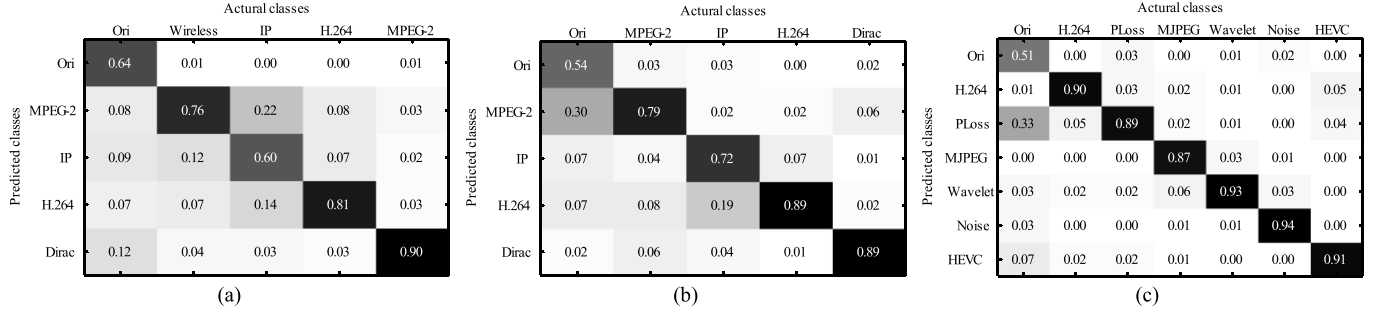 Actural classes
Ori Wireless IP H.264 MPEG-2
Predicted classes
Ori 0.64 0.01 0.00 0.00 0.01
MPEG-2 0.08 0.76 0.22 0.08 0.03
IP 0.09 0.12 0.60 0.07 0.02
H.264 0.07 0.07 0.14 0.81 0.03
Dirac 0.12 0.04 0.03 0.03 0.90
(a)
Actural classes
Ori MPEG-2 IP H.264 Dirac
Predicted classes
Ori 0.54 0.03 0.03 0.00 0.02
MPEG-2 0.30 0.79 0.02 0.02 0.06
IP 0.07 0.04 0.72 0.07 0.01
H.264 0.07 0.08 0.19 0.89 0.02
Dirac 0.02 0.06 0.04 0.01 0.89
(b)
Actural classes
Ori H.264 PLoss MJPEG Wavelet Noise HEVC
Predicted classes
Ori 0.51 0.00 0.03 0.00 0.01 0.02 0.00
H.264 0.01 0.90 0.03 0.02 0.01 0.00 0.05
PLoss 0.33 0.05 0.89 0.02 0.01 0.00 0.04
MJPEG 0.00 0.00 0.00 0.87 0.03 0.01 0.00
Wavelet 0.03 0.02 0.02 0.06 0.93 0.03 0.00
Noise 0.03 0.00 0.00 0.01 0.01 0.94 0.00
HEVC 0.07 0.02 0.02 0.01 0.00 0.00 0.91
(c)